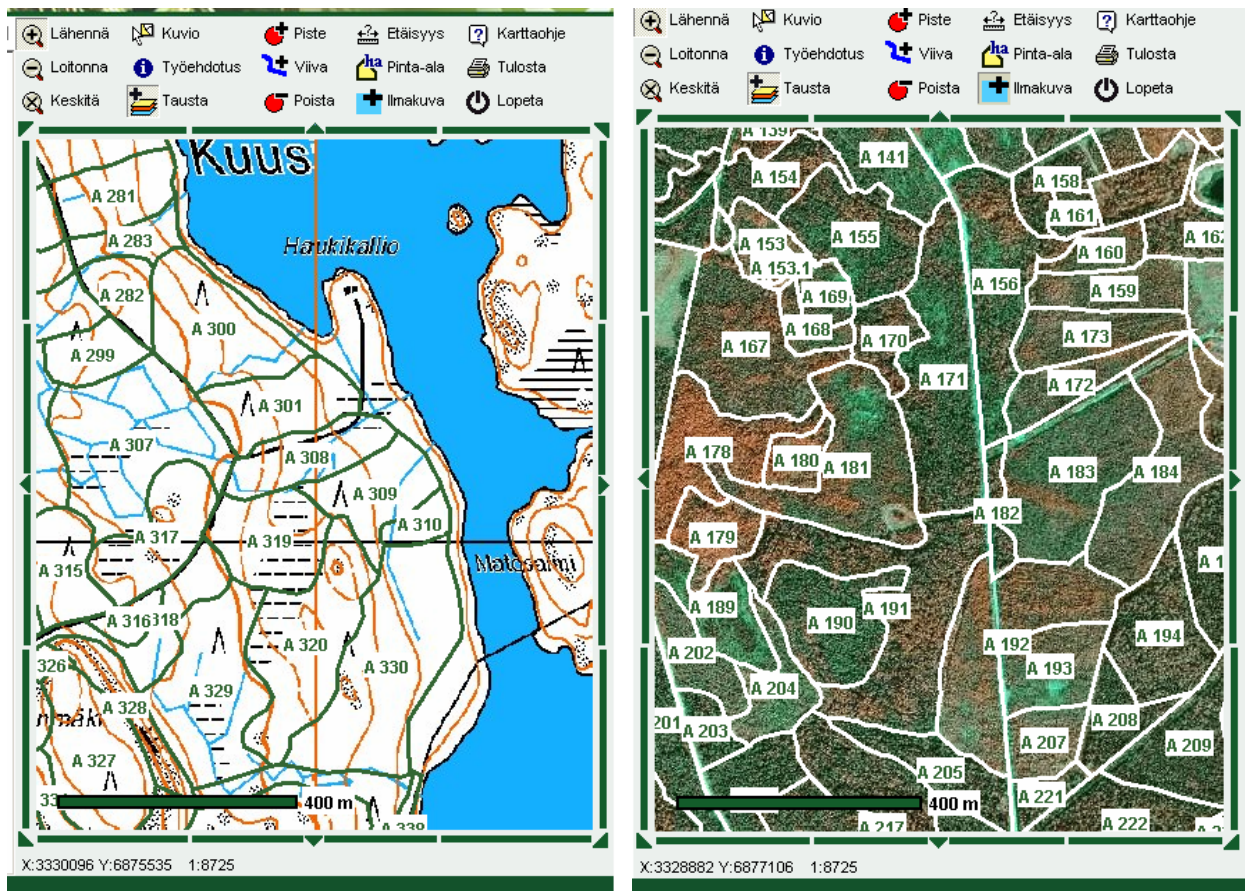 Lähennä Kuvio Piste Etäisyys Karttaohje
Loitonna Työehdotus Viiva Pinta-ala Tulosta
Keskitä Tausta Poista Ilmakuva Lopeta
Kuus
A 281
Haukikallio
A 283
A 282
A 300
A 299
A 301
A 307
A 308
A 309
A 310
A 317
A 319
Matosalmi
A 315
A 316
318
A 320
326
A 330
A 329
A 328
A 327
400 m
X:3330096 Y:6875535 1:8725
Lähennä Kuvio Piste Etäisyys Karttaohje
Loitonna Työehdotus Viiva Pinta-ala Tulosta
Keskitä Tausta Poista Ilmakuva Lopeta
A 139
A 141
A 154
A 158
A 161
A 155
A 153
A 160
A 162
A 153.1
A 156
A 159
A 169
A 168
A 170
A 173
A 167
A 171
A 172
A 178
A 180
A 181
A 183
A 184
A 182
A 179
A 189
A 191
A 190
A 192
A 194
A 202
A 193
A 204
201
A 203
A 208
A 207
A 209
A 205
A 221
400 m
A 217
A 222
X:3328882 Y:6877106 1:8725